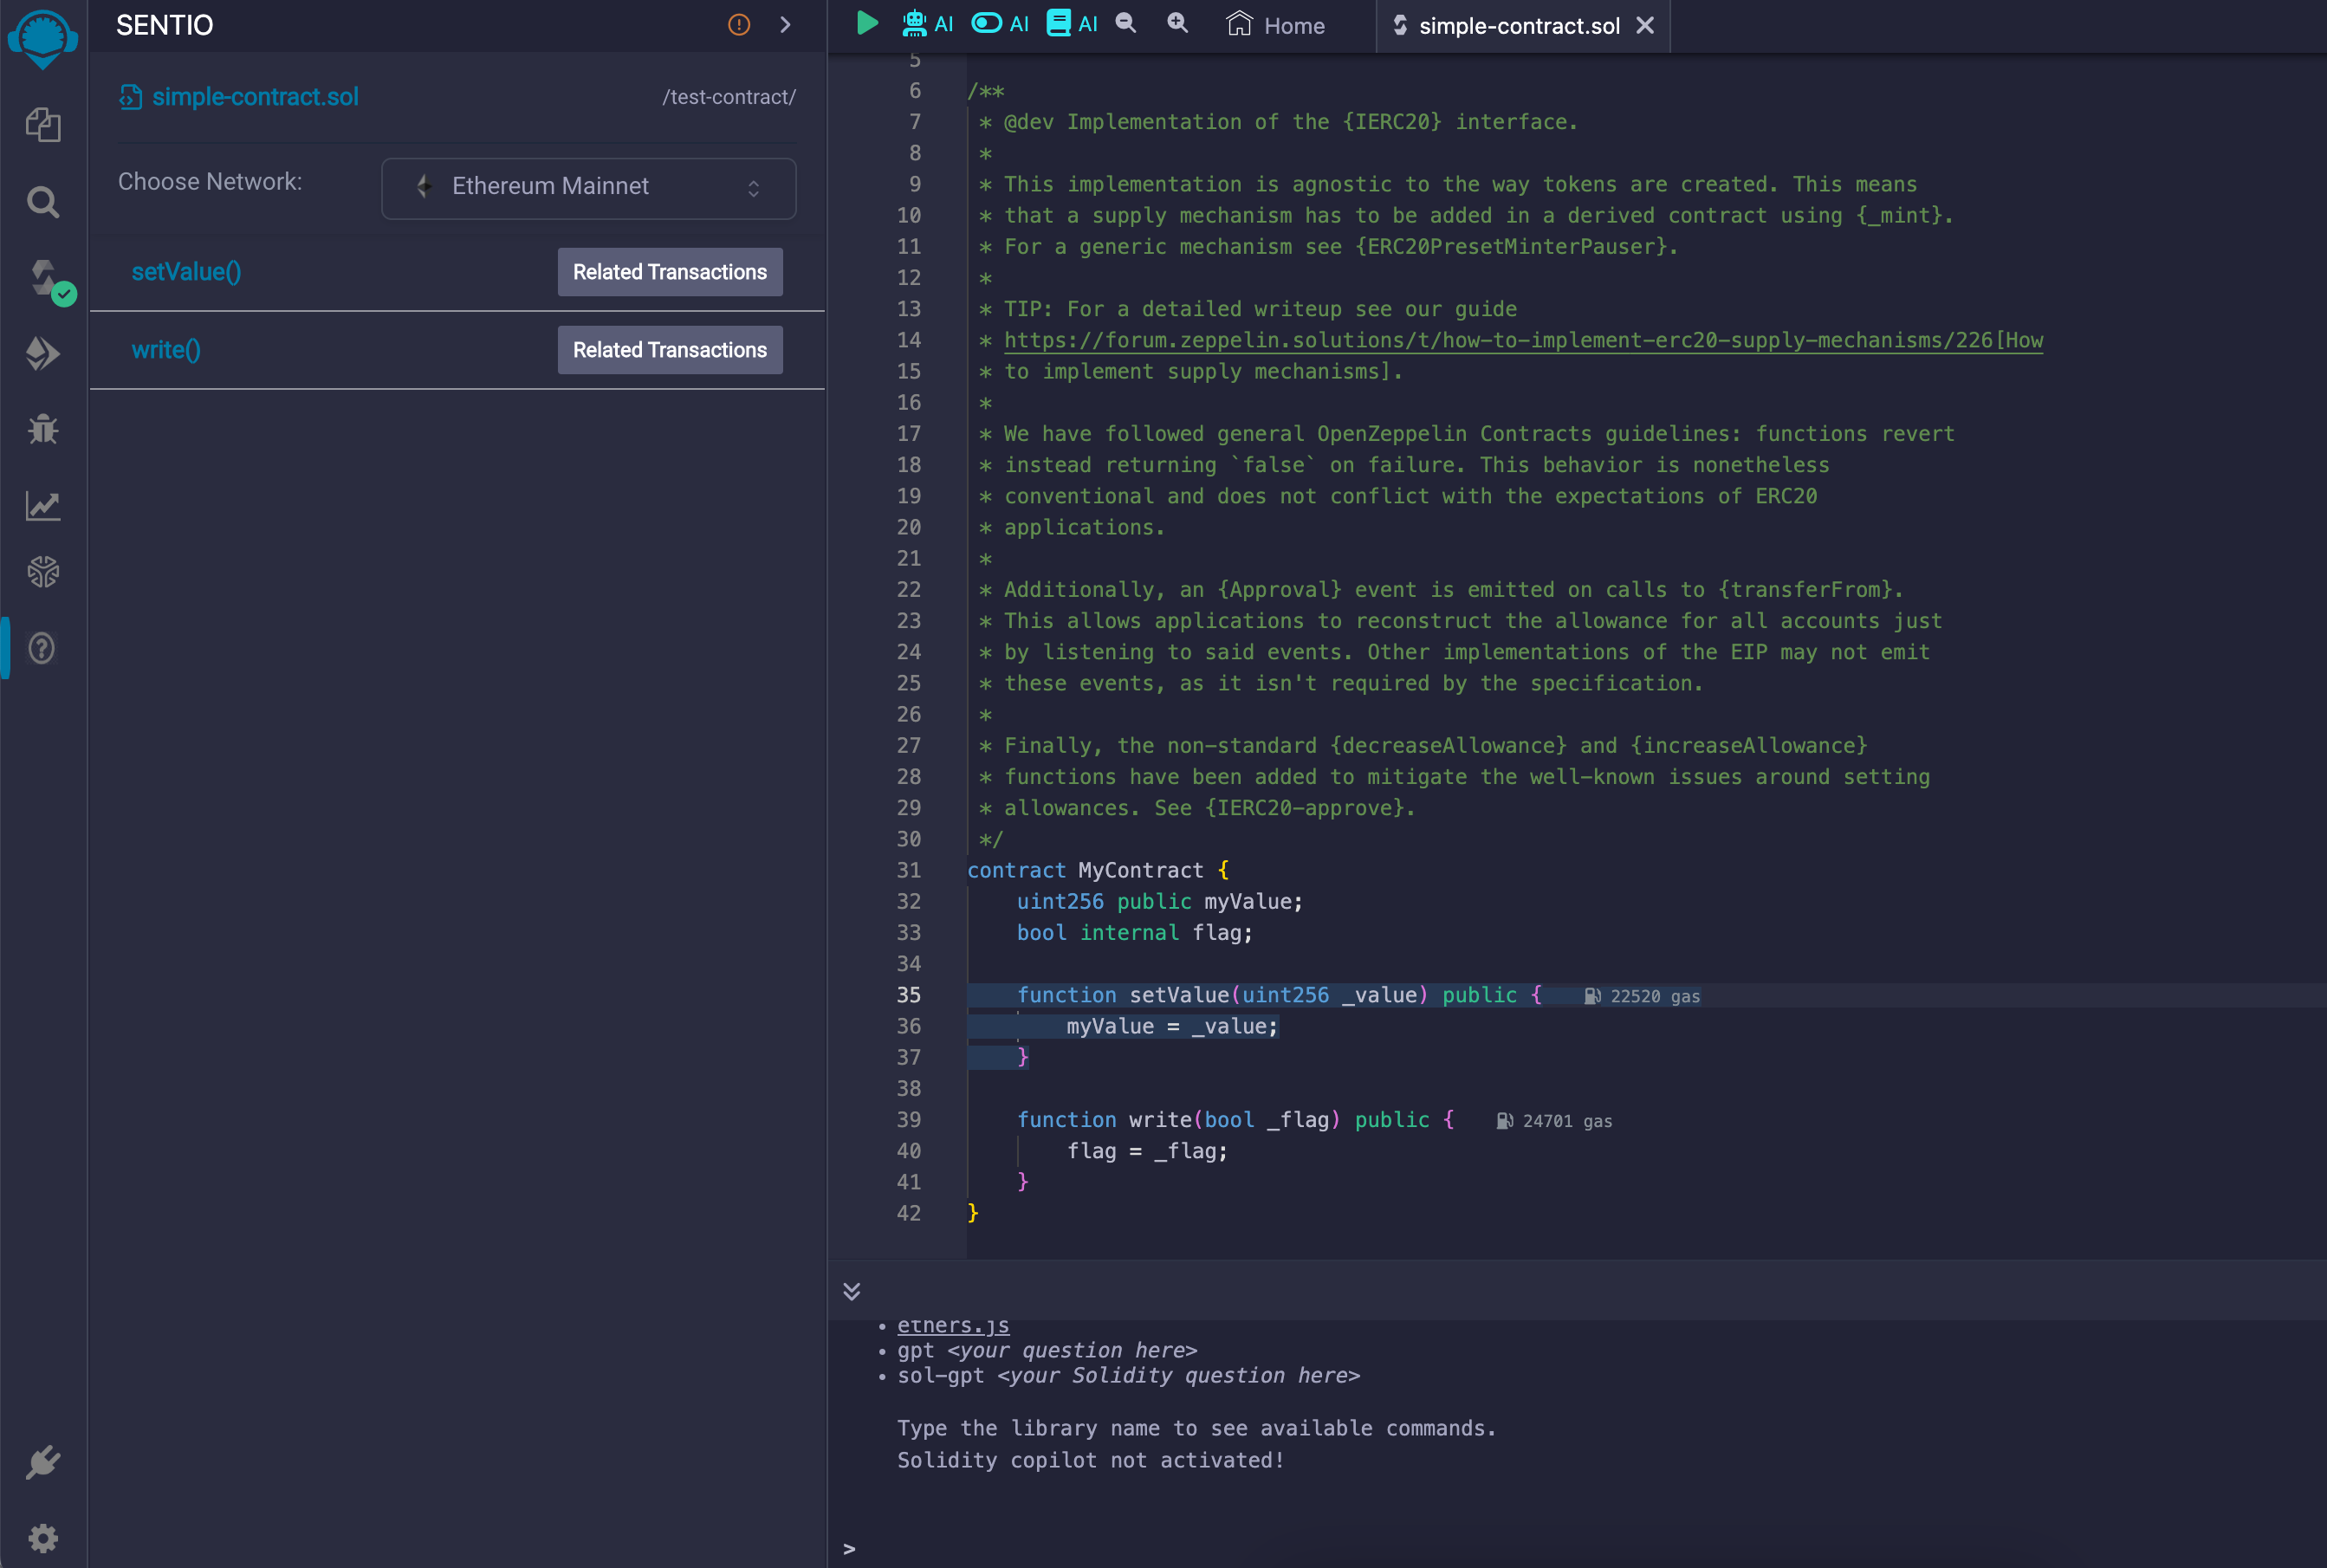 SENTIO
simple-contract.sol
/test-contract/
Choose Network:
Ethereum Mainnet
setValue()
Related Transactions
write()
Related Transactions
AI
AI
AI
Home
simple-contract.sol
5
6 /**
7 * @dev Implementation of the {IERC20} interface.
8 *
9 * This implementation is agnostic to the way tokens are created. This means
10 * that a supply mechanism has to be added in a derived contract using {_mint}.
11 * For a generic mechanism see {ERC20PresetMinterPauser}.
12 *
13 * TIP: For a detailed writeup see our guide
14 * https://forum.zeppelin.solutions/t/how-to-implement-erc20-supply-mechanisms/226[How
15 * to implement supply mechanisms].
16 *
17 * We have followed general OpenZeppelin Contracts guidelines: functions revert
18 * instead returning `false` on failure. This behavior is nonetheless
19 * conventional and does not conflict with the expectations of ERC20
20 * applications.
21 *
22 * Additionally, an {Approval} event is emitted on calls to {transferFrom}.
23 * This allows applications to reconstruct the allowance for all accounts just
24 * by listening to said events. Other implementations of the EIP may not emit
25 * these events, as it isn't required by the specification.
26 *
27 * Finally, the non-standard {decreaseAllowance} and {increaseAllowance}
28 * functions have been added to mitigate the well-known issues around setting
29 * allowances. See {IERC20-approve}.
30 */
31 contract MyContract {
32 uint256 public myValue;
33 bool internal flag;
34
35 function setValue(uint256 _value) public { 22520 gas
36 myValue = _value;
37 }
38
39 function write(bool _flag) public { 24701 gas
40 flag = _flag;
41 }
42 }
• ethers.js
• gpt <your question here>
• sol-gpt <your Solidity question here>
Type the library name to see available commands.
Solidity copilot not activated!
>